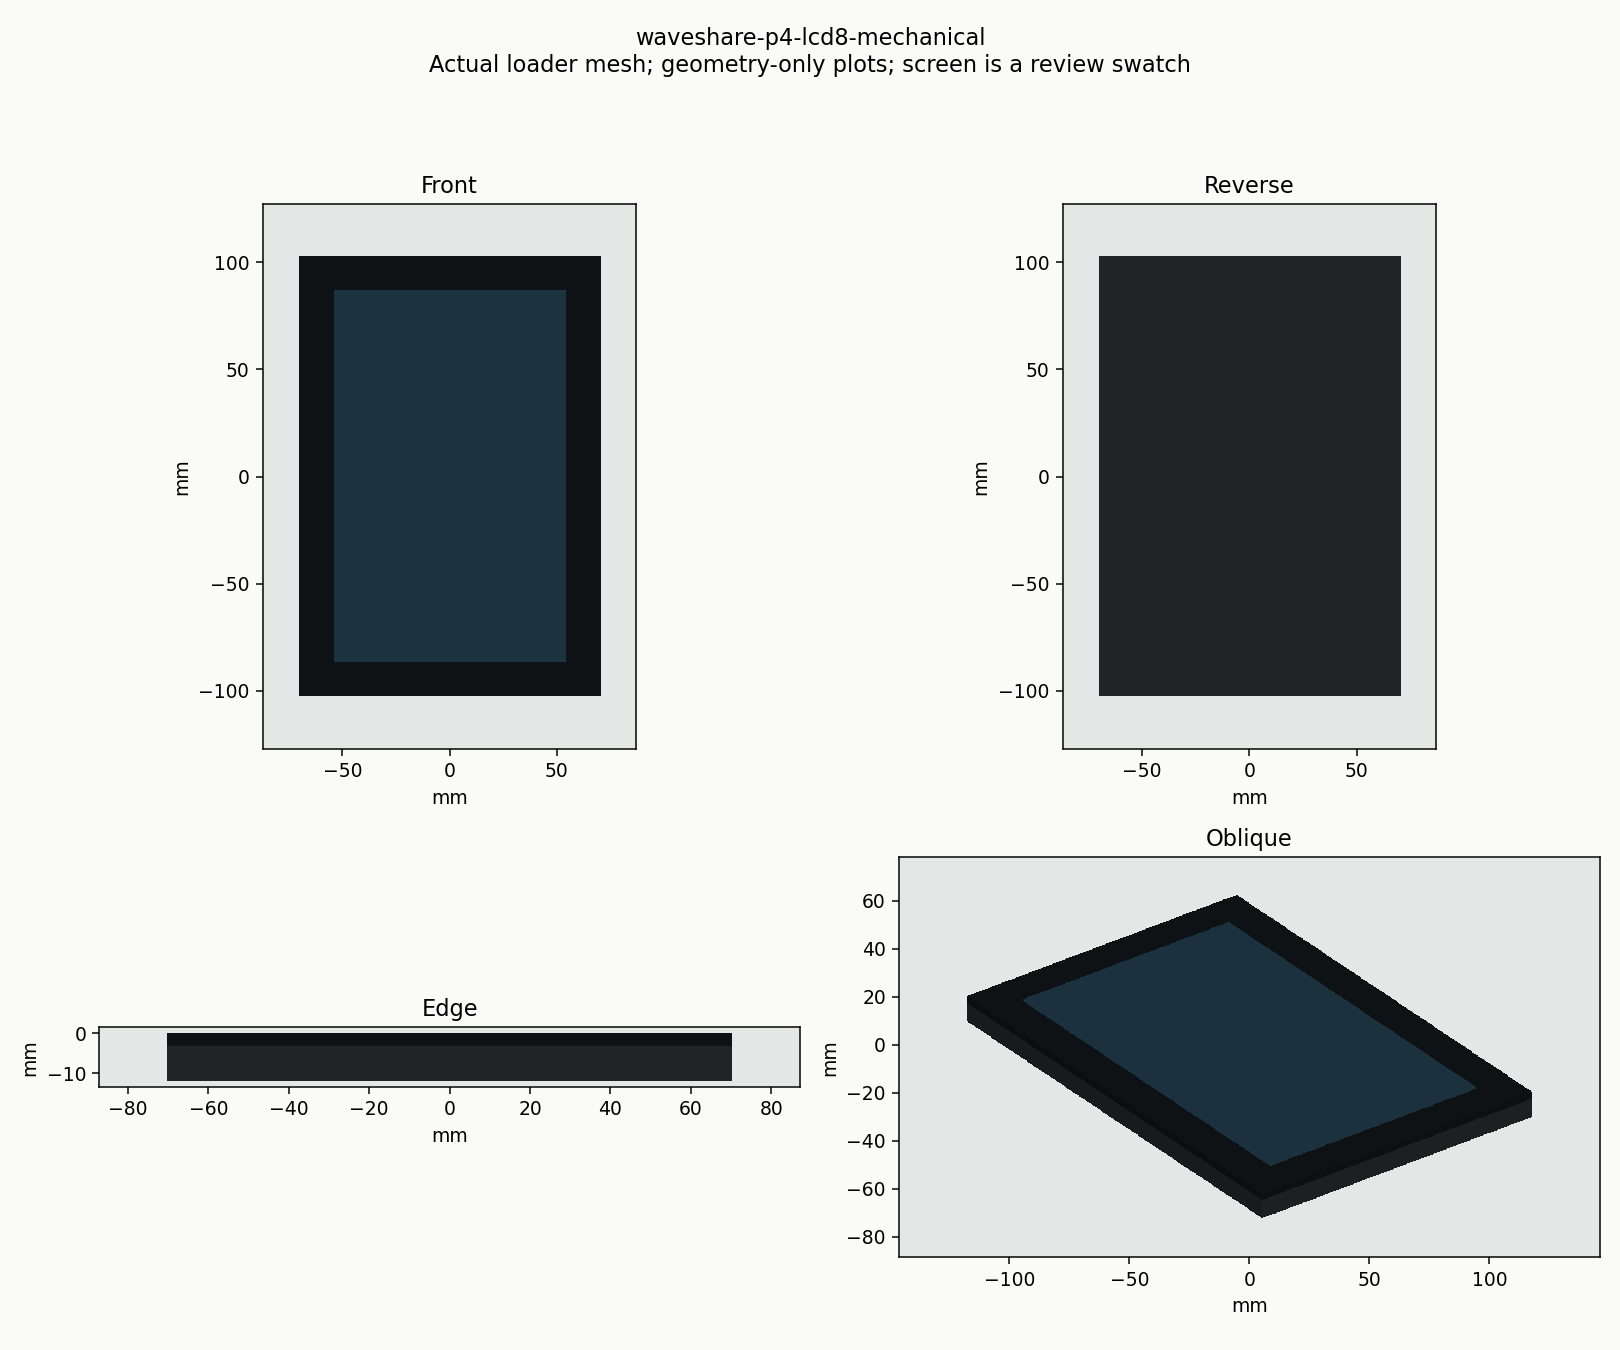 waveshare-p4-lcd8-mechanical
Actual loader mesh; geometry-only plots; screen is a review swatch
Front
100
50
0
−50
−100
mm
−50 0 50
mm
Reverse
100
50
0
−50
−100
mm
−50 0 50
mm
Edge
0
−10
mm
−80 −60 −40 −20 0 20 40 60 80
mm
Oblique
60
40
20
0
−20
−40
−60
−80
mm
−100 −50 0 50 100
mm